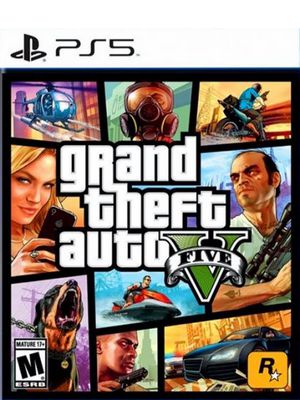 PS5
grand
theft
auto
V
FIVE
MATURE 17+
M
ESRB
R